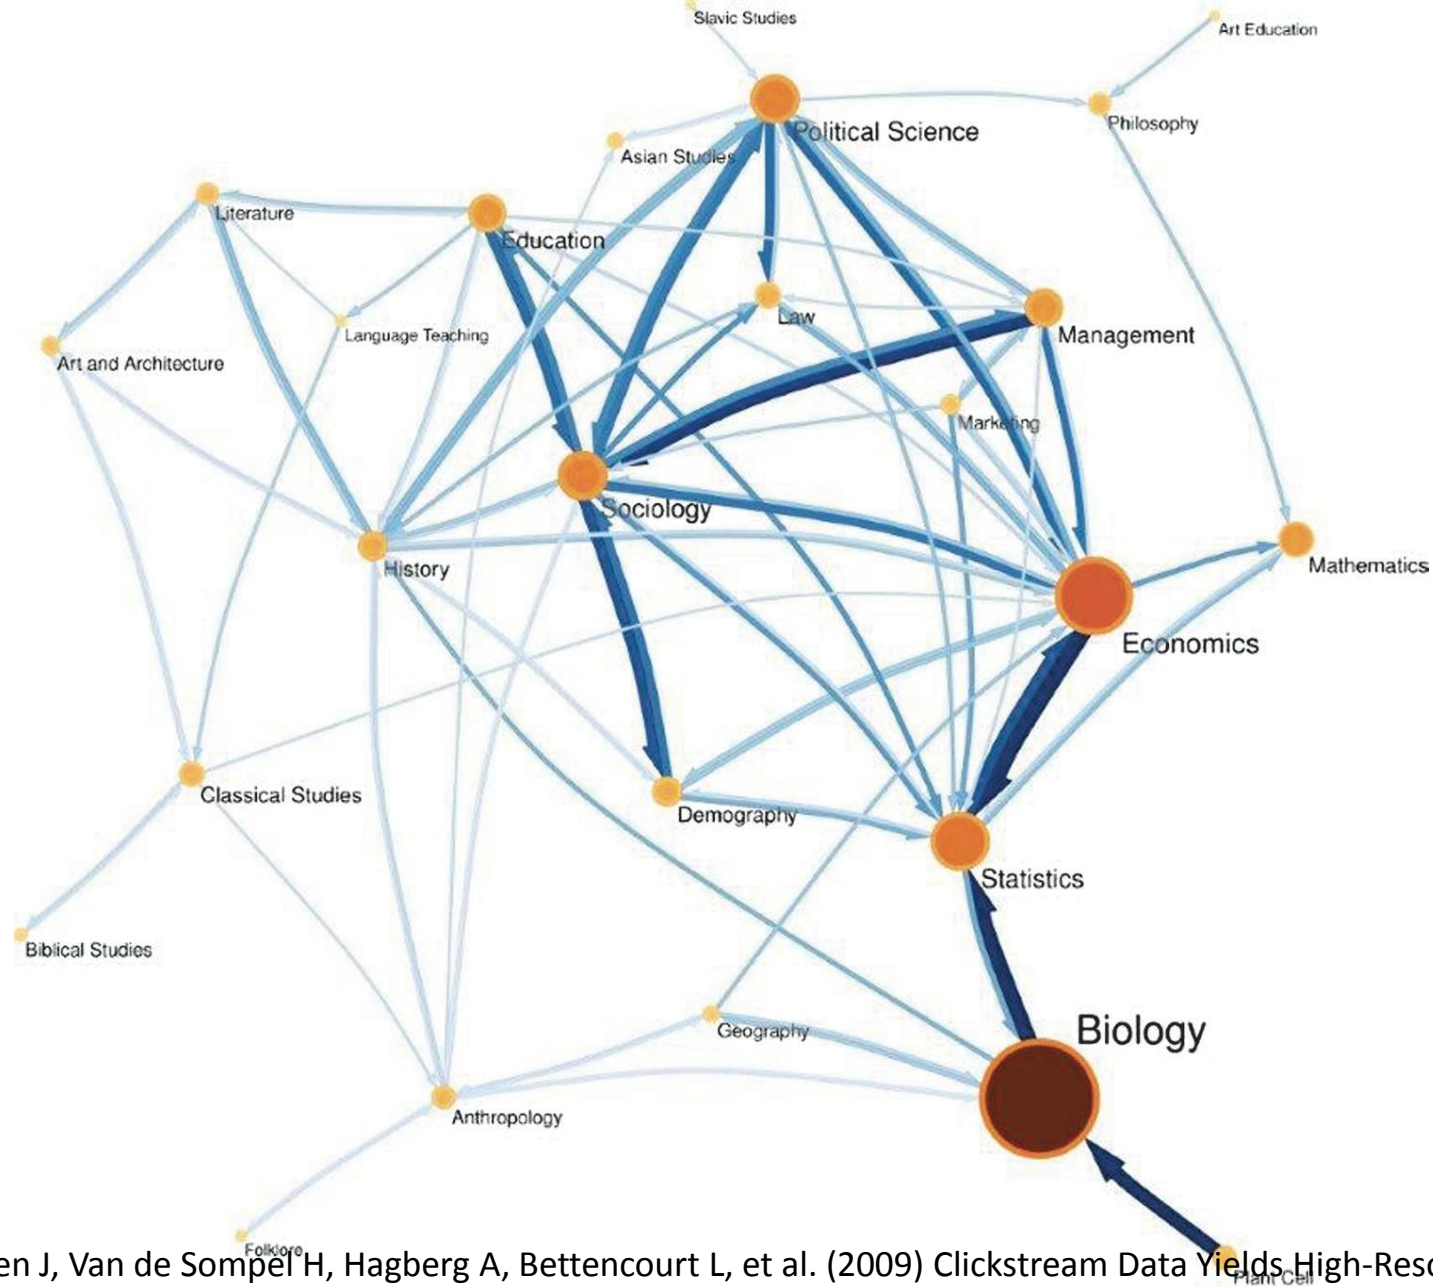 Slavic Studies
Art Education
Political Science
Philosophy
Asian Studies
Literature
Education
Law
Language Teaching
Management
Art and Architecture
Marketing
Sociology
History
Mathematics
Economics
Classical Studies
Demography
Statistics
Biblical Studies
Geography
Biology
Anthropology
Folklore
en J, Van de Sompel H, Hagberg A, Bettencourt L, et al. (2009) Clickstream Data Yields High-Reso
Plant Cell